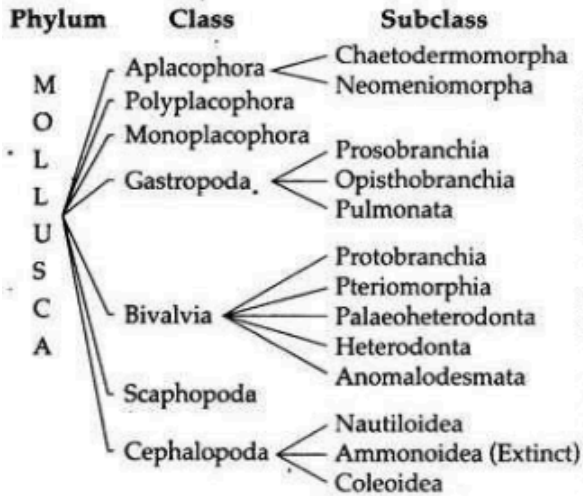 Phylum Class Subclass
MOLLUSCA
Aplacophora
Chaetodermomorpha
Neomeniomorpha
Polyplacophora
Monoplacophora
Gastropoda
Prosobranchia
Opisthobranchia
Pulmonata
Bivalvia
Protobranchia
Pteriomorphia
Palaeoheterodonta
Heterodonta
Anomalodesmata
Scaphopoda
Cephalopoda
Nautiloidea
Ammonoidea (Extinct)
Coleoidea